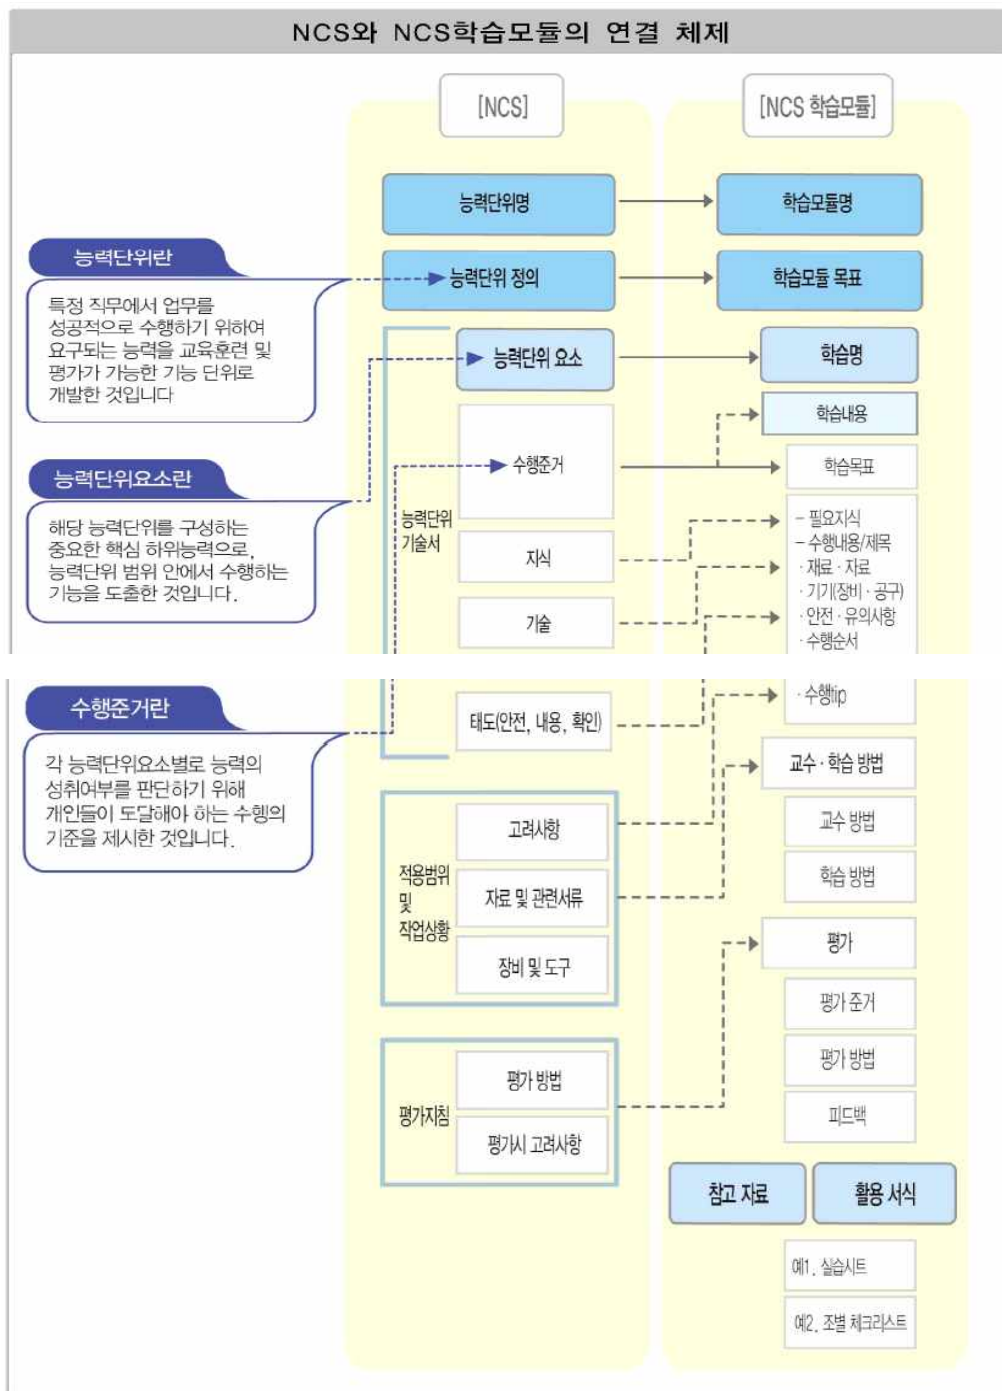 NCS와 NCS학습모듈의 연결 체제
[NCS]
[NCS 학습모듈]
능력단위명
학습모듈명
능력단위란
특정 직무에서 업무를
성공적으로 수행하기 위하여
요구되는 능력을 교육훈련 및
평가가 가능한 기능 단위로
개발한 것입니다
능력단위 정의
학습모듈 목표
능력단위 요소
학습명
학습내용
능력단위요소란
해당 능력단위를 구성하는
중요한 핵심 하위능력으로,
능력단위 범위 안에서 수행하는
기능을 도출한 것입니다.
수행준거
학습목표
능력단위
기술서
지식
기술
- 필요지식
- 수행내용/제목
· 재료 · 자료
· 기기(장비 · 공구)
· 안전 · 유의사항
· 수행순서
· 수행tip
수행준거란
각 능력단위요소별로 능력의
성취여부를 판단하기 위해
개인들이 도달해야 하는 수행의
기준을 제시한 것입니다.
태도(안전, 내용, 확인)
교수 · 학습 방법
고려사항
교수 방법
적용범위
및
작업상황
자료 및 관련서류
학습 방법
장비 및 도구
평가
평가 준거
평가지침
평가 방법
평가시 고려사항
평가 방법
피드백
참고 자료
활용 서식
예1. 실습시트
예2. 조별 체크리스트